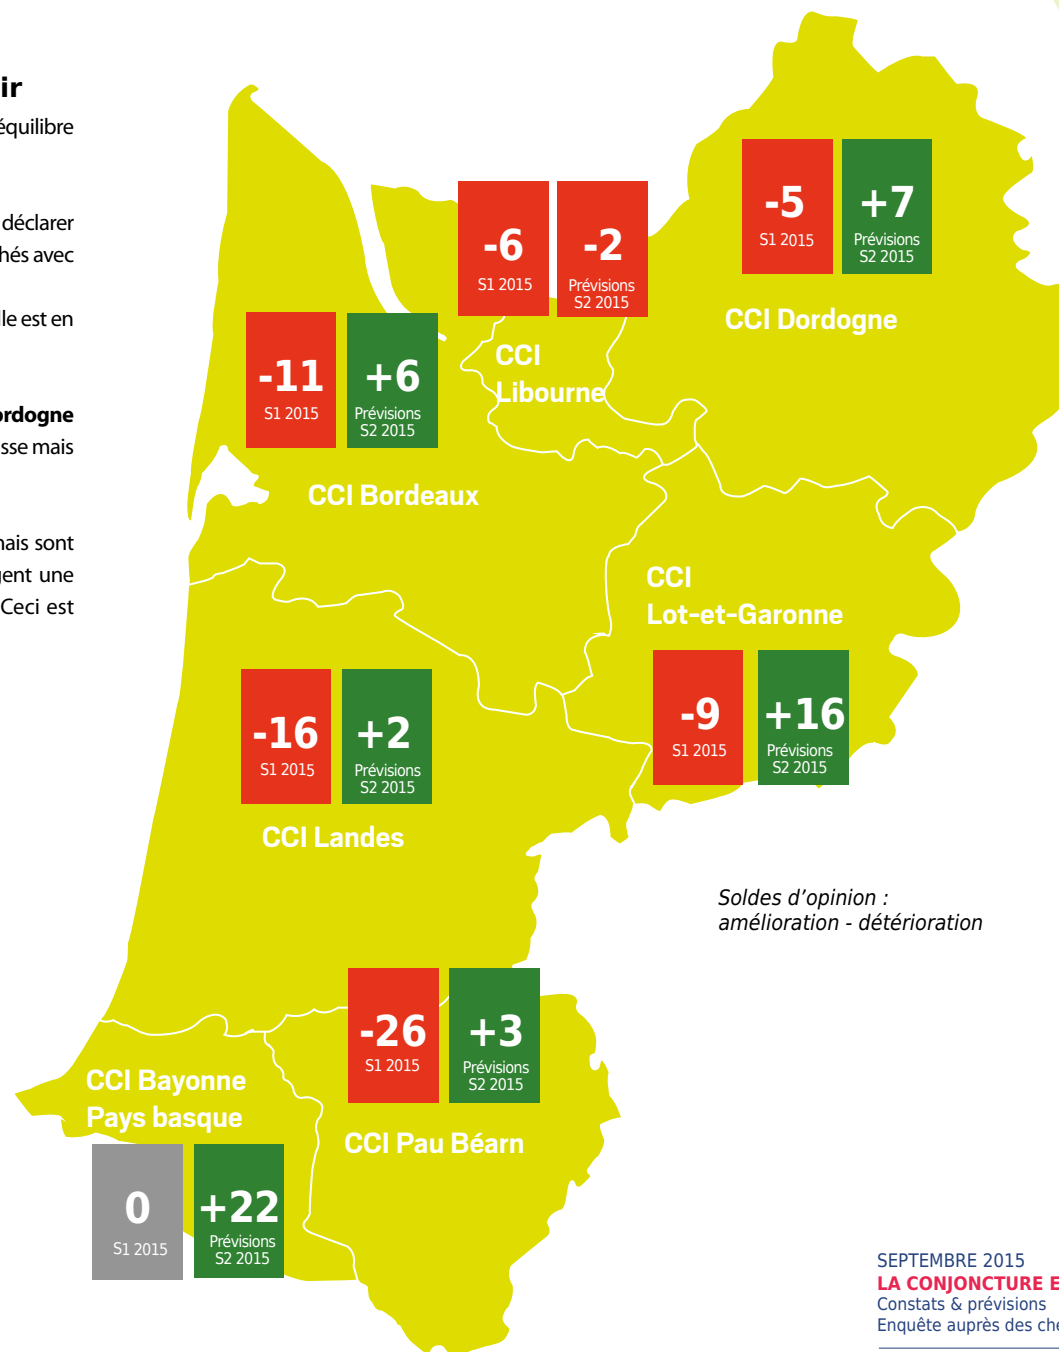 ir
équilibre
déclarer
hés avec
lle est en
ordogne
sse mais
nais sont
gent une
Ceci est
-5
S1 2015
+7
Prévisions
S2 2015
CCI Dordogne
-6
S1 2015
-2
Prévisions
S2 2015
CCI
Libourne
-11
S1 2015
+6
Prévisions
S2 2015
CCI Bordeaux
CCI
Lot-et-Garonne
-9
S1 2015
+16
Prévisions
S2 2015
-16
S1 2015
+2
Prévisions
S2 2015
CCI Landes
Soldes d’opinion :
amélioration - détérioration
-26
S1 2015
+3
Prévisions
S2 2015
CCI Pau Béarn
CCI Bayonne
Pays basque
0
S1 2015
+22
Prévisions
S2 2015
SEPTEMBRE 2015
LA CONJONCTURE E
Constats & prévisions
Enquête auprès des che